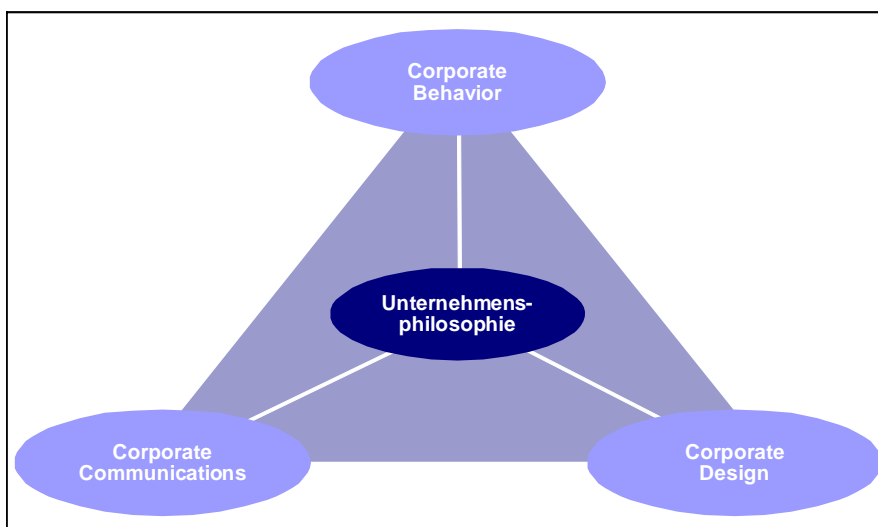 Corporate
Behavior
Unternehmens-
philosophie
Corporate
Communications
Corporate
Design